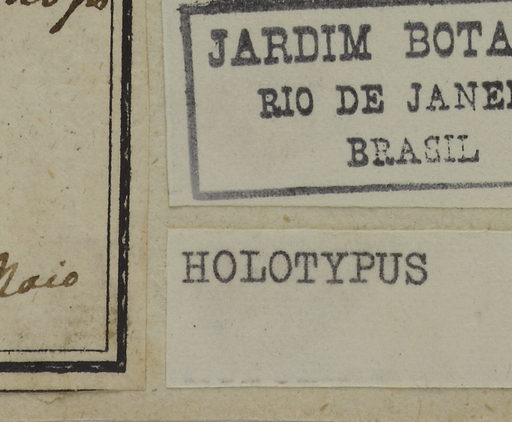 JARDIM BOTA
RIO DE JANE
BRASIL
Maio
HOLOTYPUS